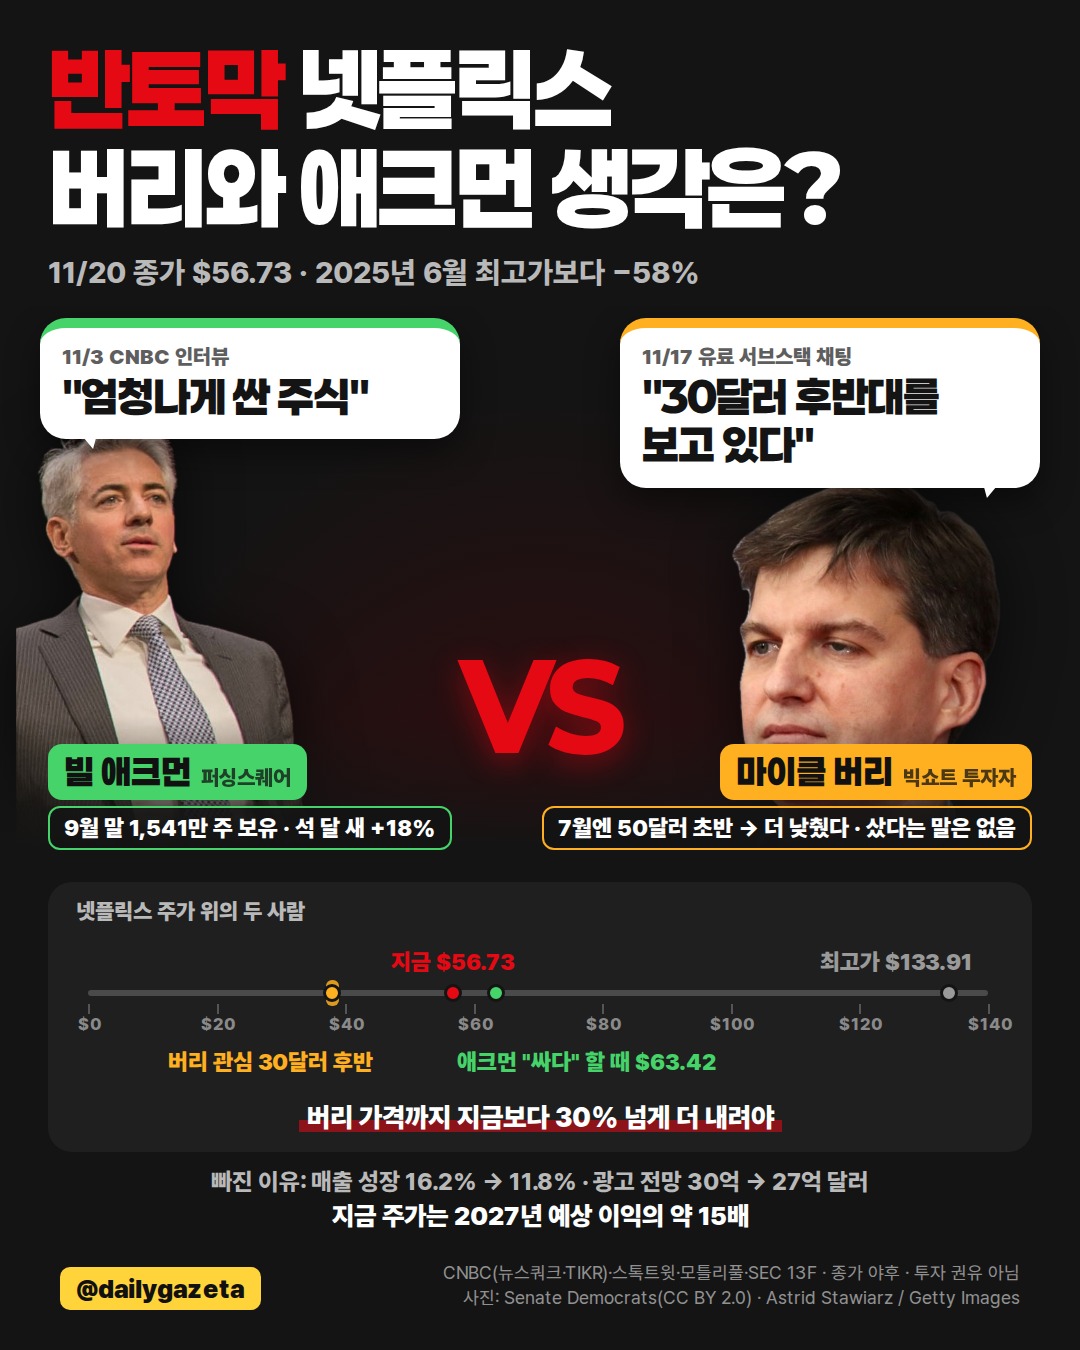 반토막 넷플릭스
버리와 애크먼 생각은?
11/20 종가 $56.73 · 2025년 6월 최고가보다 −58%
11/3 CNBC 인터뷰
"엄청나게 싼 주식"
11/17 유료 서브스택 채팅
"30달러 후반대를
보고 있다"
VS
빌 애크먼 퍼싱스퀘어
9월 말 1,541만 주 보유 · 석 달 새 +18%
마이클 버리 빅쇼트 투자자
7월엔 50달러 초반 → 더 낮췄다 · 샀다는 말은 없음
넷플릭스 주가 위의 두 사람
지금 $56.73
최고가 $133.91
$0 $20 $40 $60 $80 $100 $120 $140
버리 관심 30달러 후반
애크먼 "싸다" 할 때 $63.42
버리 가격까지 지금보다 30% 넘게 더 내려야
빠진 이유: 매출 성장 16.2% → 11.8% · 광고 전망 30억 → 27억 달러
지금 주가는 2027년 예상 이익의 약 15배
@dailygazeta
CNBC(뉴스쿼크·TIKR)·스톡트윗·모틀리풀·SEC 13F · 종가 야후 · 투자 권유 아님
사진: Senate Democrats(CC BY 2.0) · Astrid Stawiarz / Getty Images